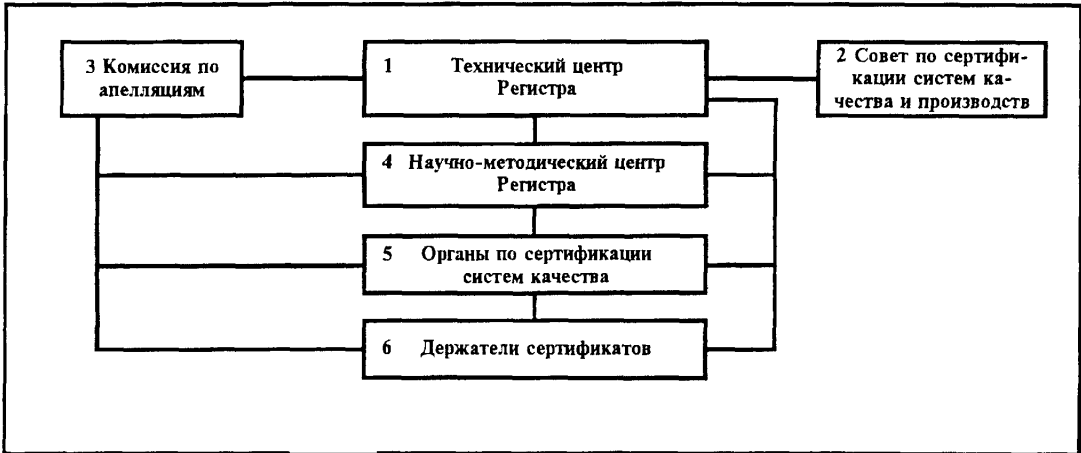 3 Комиссия по
апелляциям
1 Технический центр
Регистра
2 Совет по сертифи-
кации систем ка-
чества и производств
4 Научно-методический центр
Регистра
5 Органы по сертификации
систем качества
6 Держатели сертификатов